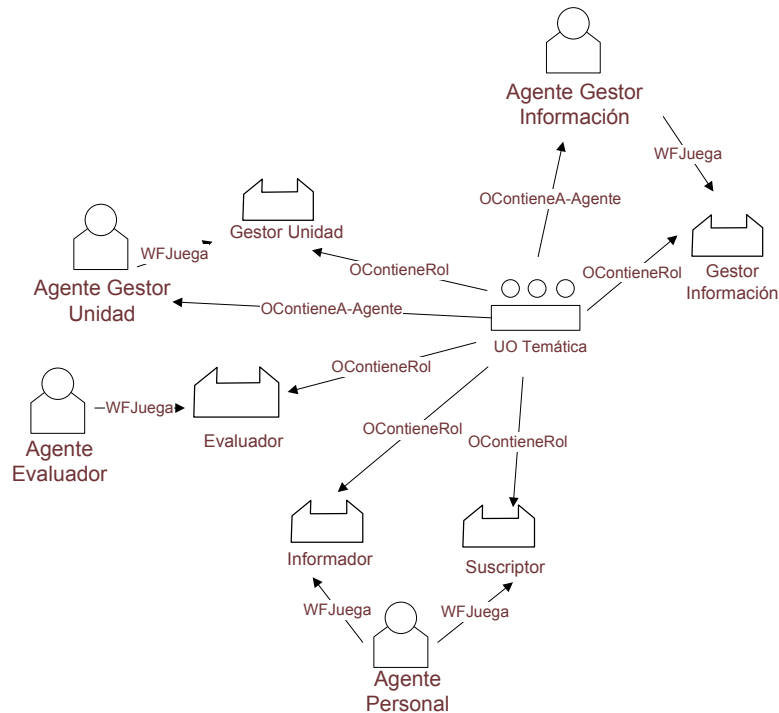 Agente Gestor
Información
WFJuega
OContieneA-Agente
Gestor Unidad
WFJuega
OContieneRol
OContieneRol
Gestor
Información
Agente Gestor
Unidad
OContieneA-Agente
UO Temática
OContieneRol
WFJuega
Evaluador
Agente
Evaluador
OContieneRol
OContieneRol
Informador
Suscriptor
WFJuega
WFJuega
Agente
Personal